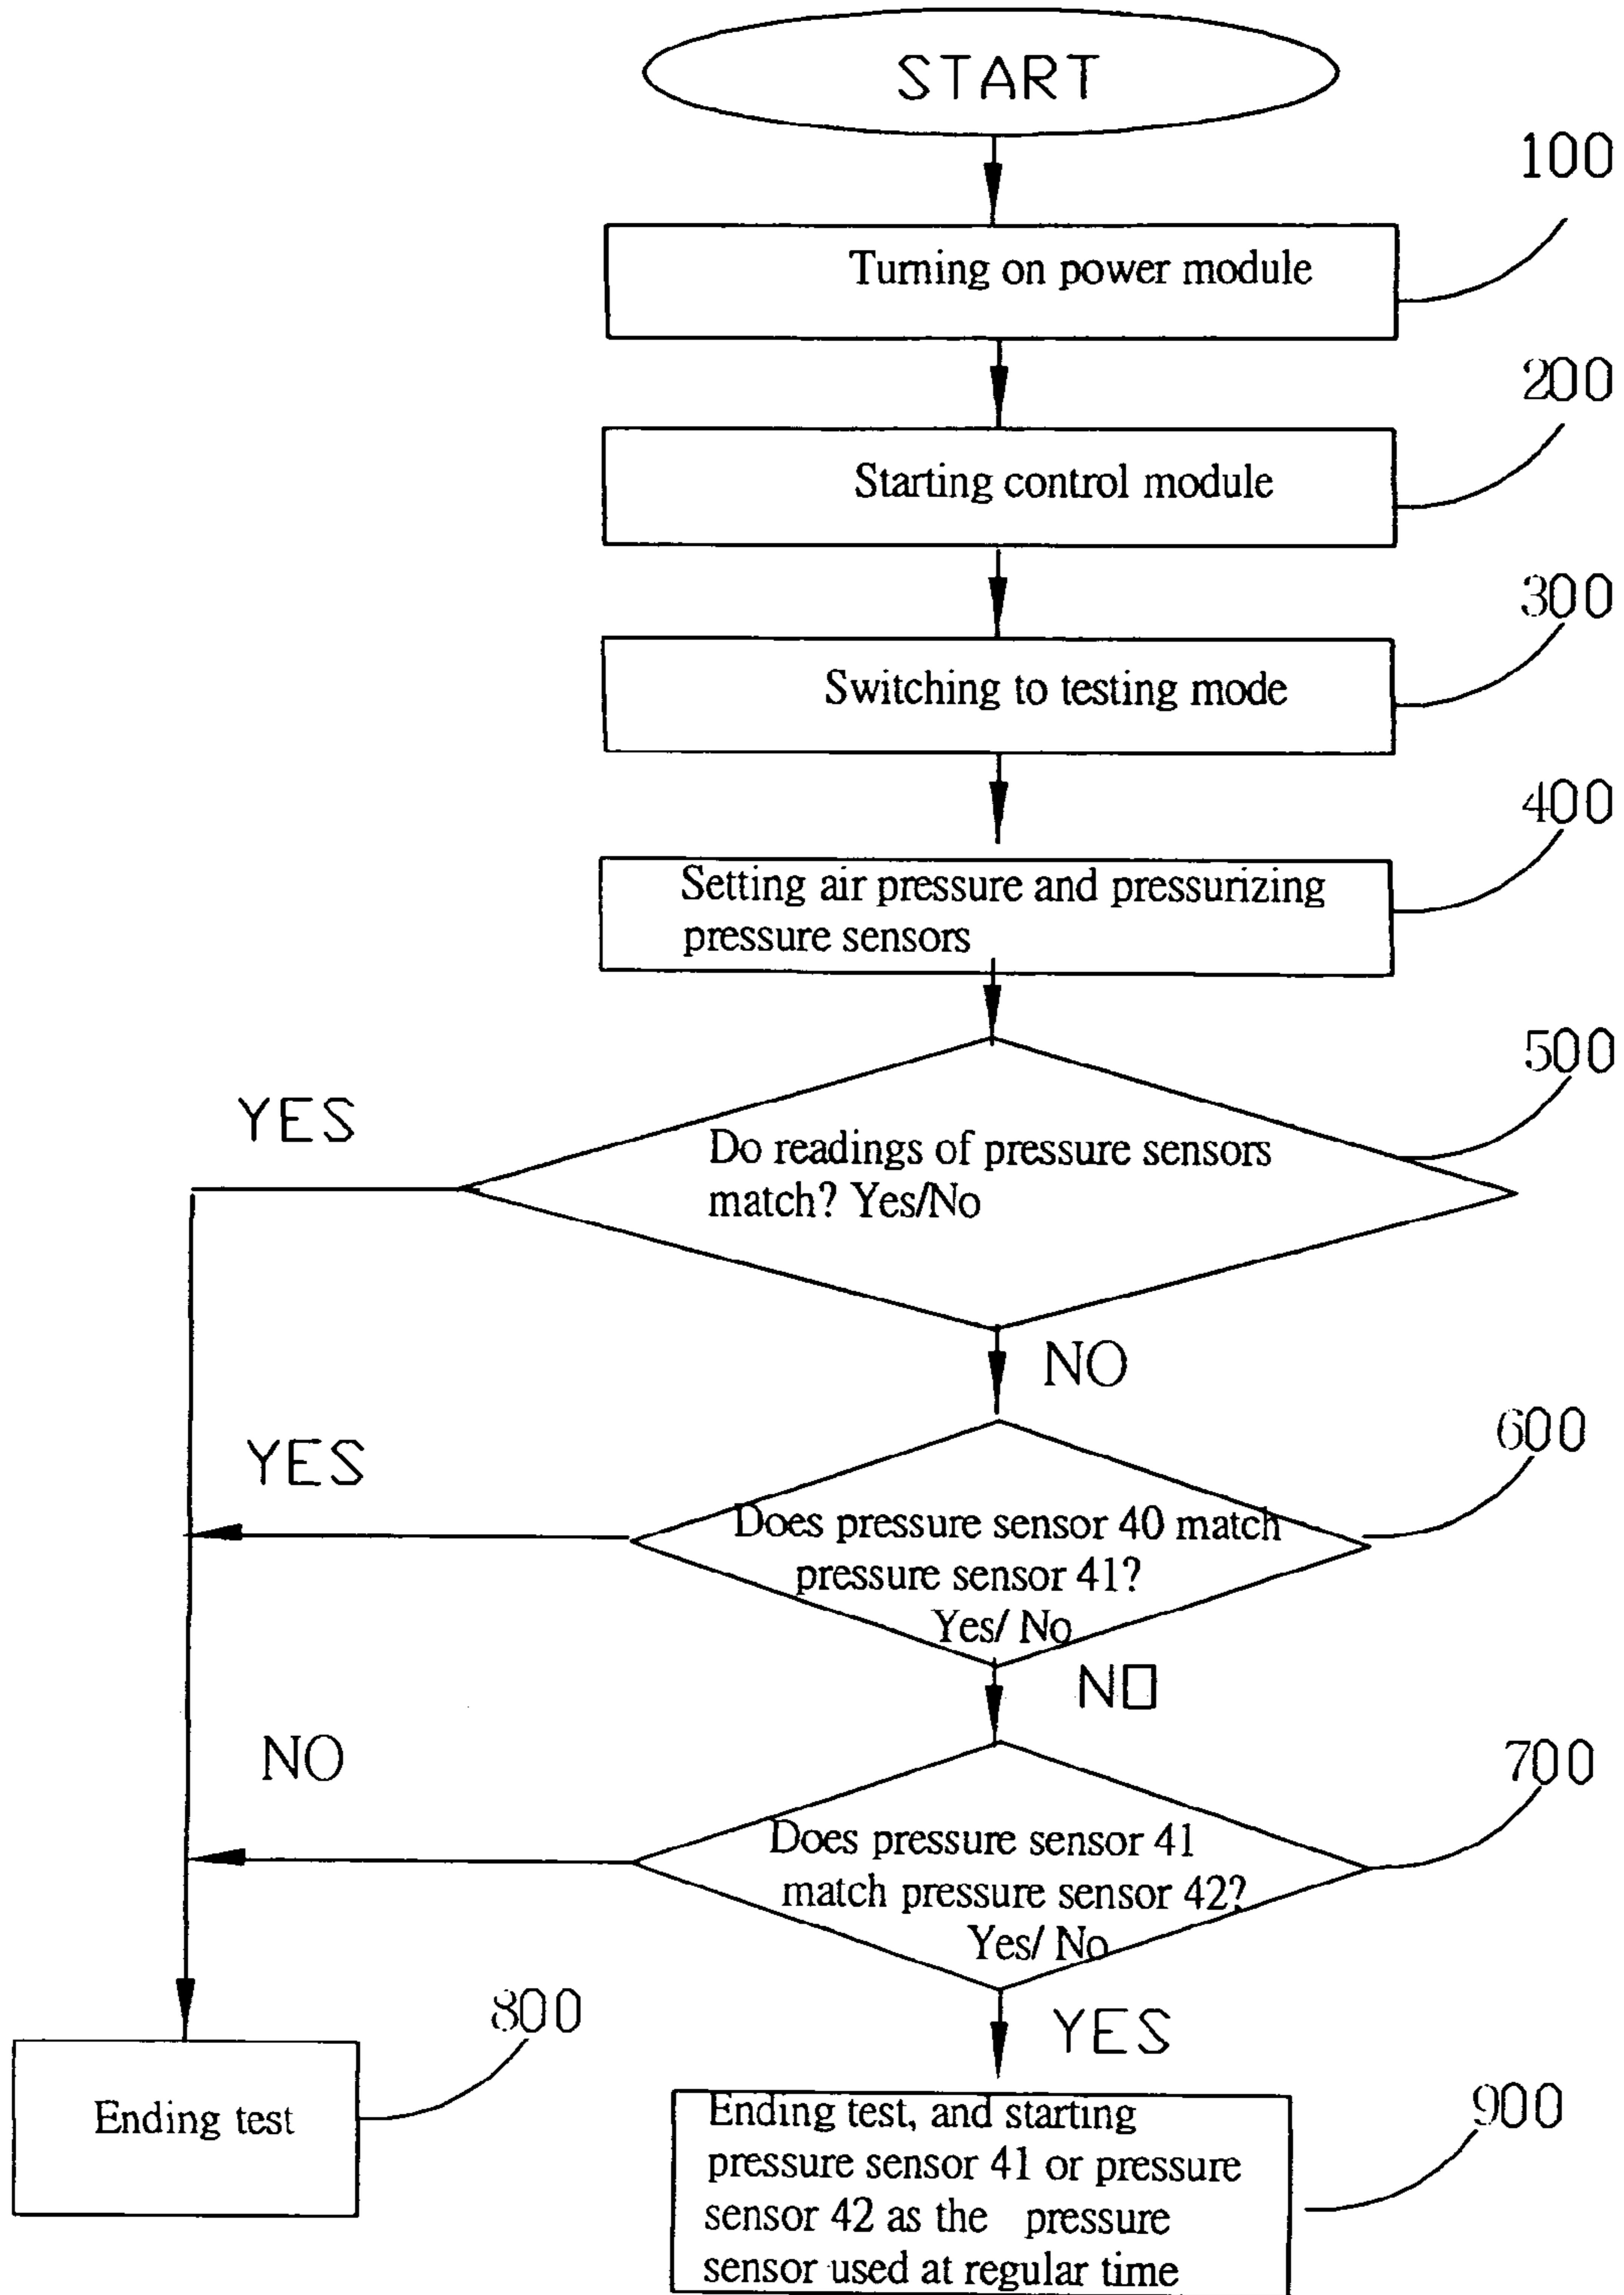 START
100
Turning on power module
200
Starting control module
300
Switching to testing mode
400
Setting air pressure and pressurizing
pressure sensors
500
YES
Do readings of pressure sensors
match? Yes/No
NO
600
YES
Does pressure sensor 40 match
pressure sensor 41?
Yes/ No
NO
700
NO
Does pressure sensor 41
match pressure sensor 42?
Yes/ No
800
YES
Ending test
900
Ending test, and starting
pressure sensor 41 or pressure
sensor 42 as the pressure
sensor used at regular time